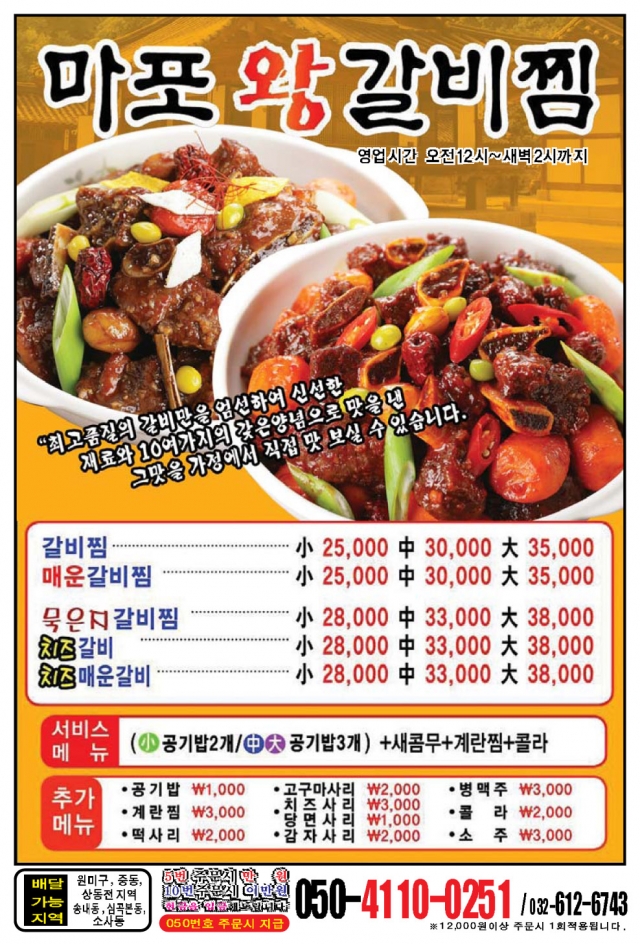 마포 왕갈비찜
영업시간 오전12시~새벽2시까지
"최고품질의 갈비만을 엄선하여 신선한
재료와 10여가지의 갖은양념으로 맛을 낸
그맛을 가정에서 직접 맛 보실 수 있습니다.
갈비찜 小 25,000 中 30,000 大 35,000
매운갈비찜 小 25,000 中 30,000 大 35,000
묵은지갈비찜 小 28,000 中 33,000 大 38,000
치즈갈비 小 28,000 中 33,000 大 38,000
치즈매운갈비 小 28,000 中 33,000 大 38,000
서비스
메뉴
(小 공기밥2개/中大 공기밥3개) +새콤무+계란찜+콜라
추가
메뉴
•공기밥 ₩1,000
•계란찜 ₩3,000
•떡사리 ₩2,000
•고구마사리 ₩2,000
치즈사리 ₩3,000
•당면사리 ₩1,000
•감자사리 ₩2,000
•병맥주 ₩3,000
•콜라 ₩2,000
•소주 ₩3,000
배달
가능
지역
원미구, 중동,
상동전지역
송내동, 심곡본동,
소사동
5번 주문시 만 원
10번주문시 이만원
050번호 주문시 지급
050-4110-0251 / 032-612-6743
※12,000원이상 주문시 1회적용됩니다.